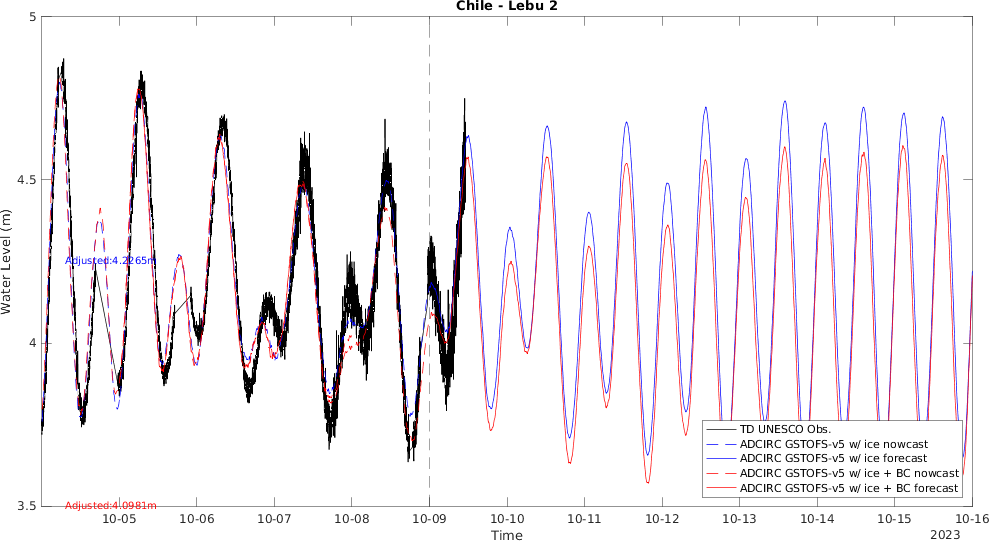 Chile - Lebu 2
5
4.5
4
3.5
Water Level (m)
Adjusted:4.2265m
Adjusted:4.0981m
TD UNESCO Obs.
ADCIRC GSTOFS-v5 w/ ice nowcast
ADCIRC GSTOFS-v5 w/ ice forecast
ADCIRC GSTOFS-v5 w/ ice + BC nowcast
ADCIRC GSTOFS-v5 w/ ice + BC forecast
10-05 10-06 10-07 10-08 10-09 10-10 10-11 10-12 10-13 10-14 10-15 10-16
Time
2023